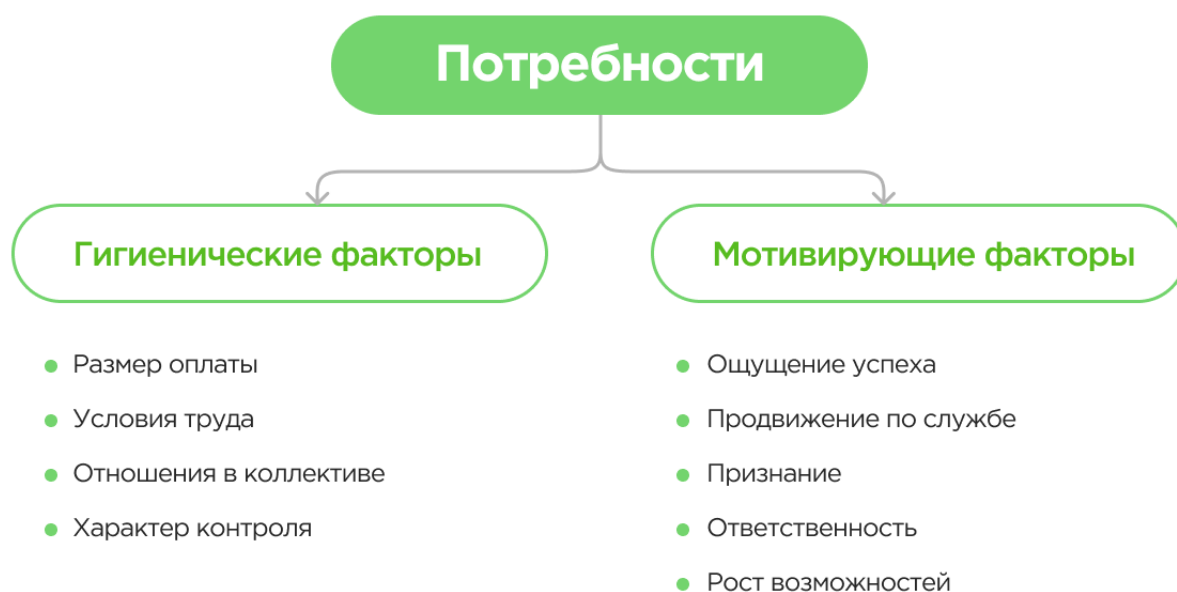 Потребности
Гигиенические факторы
Размер оплаты
Условия труда
Отношения в коллективе
Характер контроля
Мотивирующие факторы
Ощущение успеха
Продвижение по службе
Признание
Ответственность
Рост возможностей